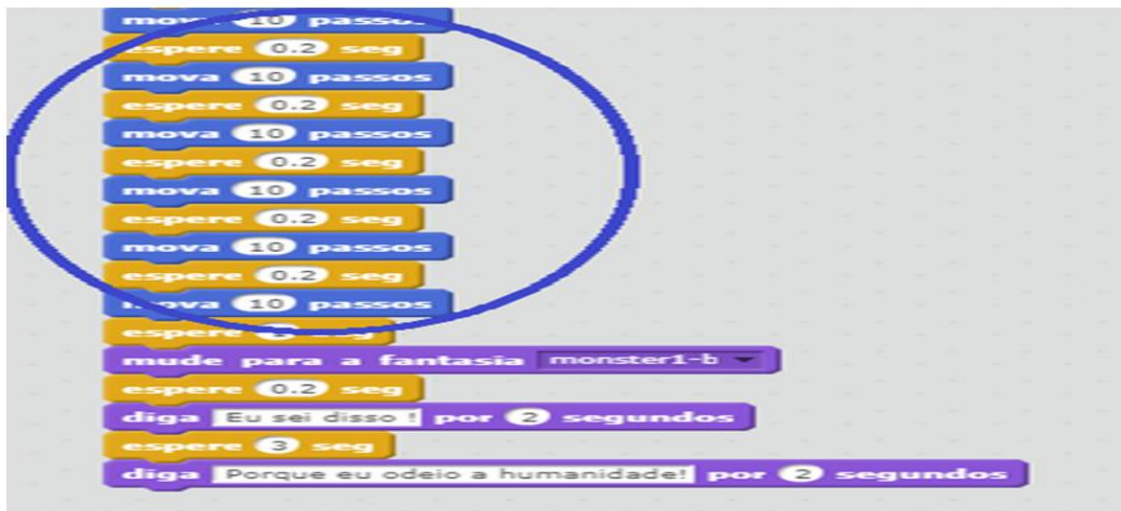 mova 10 passos
espere 0.2 seg
mova 10 passos
espere 0.2 seg
mova 10 passos
espere 0.2 seg
mova 10 passos
espere 0.2 seg
mova 10 passos
espere 0.2 seg
mova 10 passos
espere seg
mude para a fantasia monster1-b
espere 0.2 seg
diga Eu sei disso ! por 2 segundos
espere 3 seg
diga Porque eu odeio a humanidade! por 2 segundos